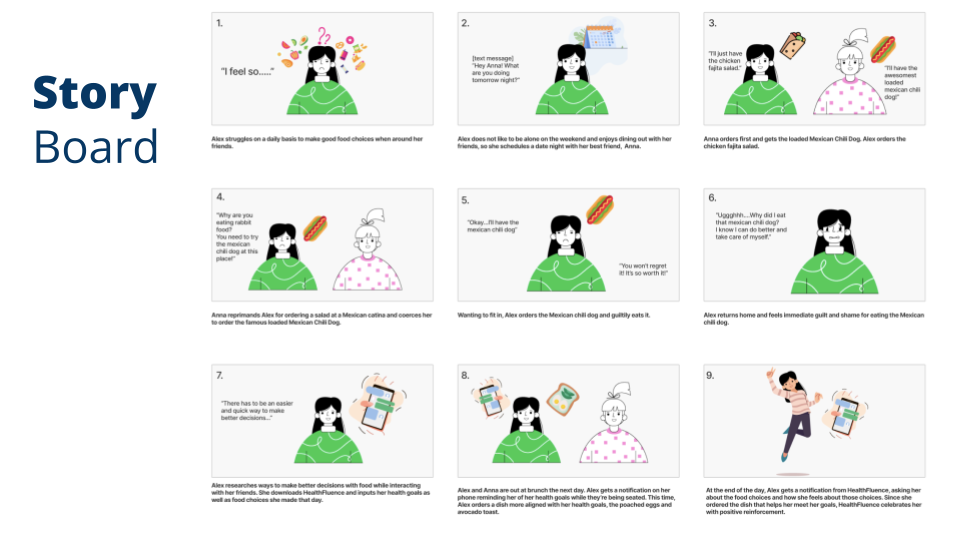 Story
Board
1.
"I feel so....."
Alex struggles on a daily basis to make good food choices when around her
friends.
2.
[text message]
"Hey Anna! What
are you doing
tomorrow night?"
Alex does not like to be alone on the weekend and enjoys dining out with her
friends, so she schedules a date night with her best friend, Anna.
3.
"I'll just have
the chicken
fajita salad."
"I'll have the
awesomest
loaded
mexican chili
dog!"
Anna orders first and gets the loaded Mexican Chili Dog. Alex orders the
chicken fajita salad.
4.
"Why are you
eating rabbit
food?
You need to try
the mexican
chili dog at this
place!"
Anna reprimands Alex for ordering a salad at a Mexican catina and coerces her
to order the famous loaded Mexican Chili Dog.
5.
"Okay...I'll have the
mexican chili dog"
"You won't regret
it! It's so worth it!"
Wanting to fit in, Alex orders the Mexican chili dog and guiltily eats it.
6.
"Uggghhh....Why did I eat
that mexican chili dog?
I know I can do better and
take care of myself."
Alex returns home and feels immediate guilt and shame for eating the Mexican
chili dog.
7.
"There has to be an easier
and quick way to make
better decisions..."
Alex researches ways to make better decisions with food while interacting
with her friends. She downloads HealthFluence and inputs her health goals as
well as food choices she made that day.
8.
Alex and Anna are out at brunch the next day. Alex gets a notification on her
phone reminding her of her health goals while they're being seated. This time,
Alex orders a dish more aligned with her health goals, the poached eggs and
avocado toast.
9.
At the end of the day, Alex gets a notification from HealthFluence, asking her
about the food choices and how she feels about those choices. Since she
ordered the dish that helps her meet her goals, HealthFluence celebrates her
with positive reinforcement.